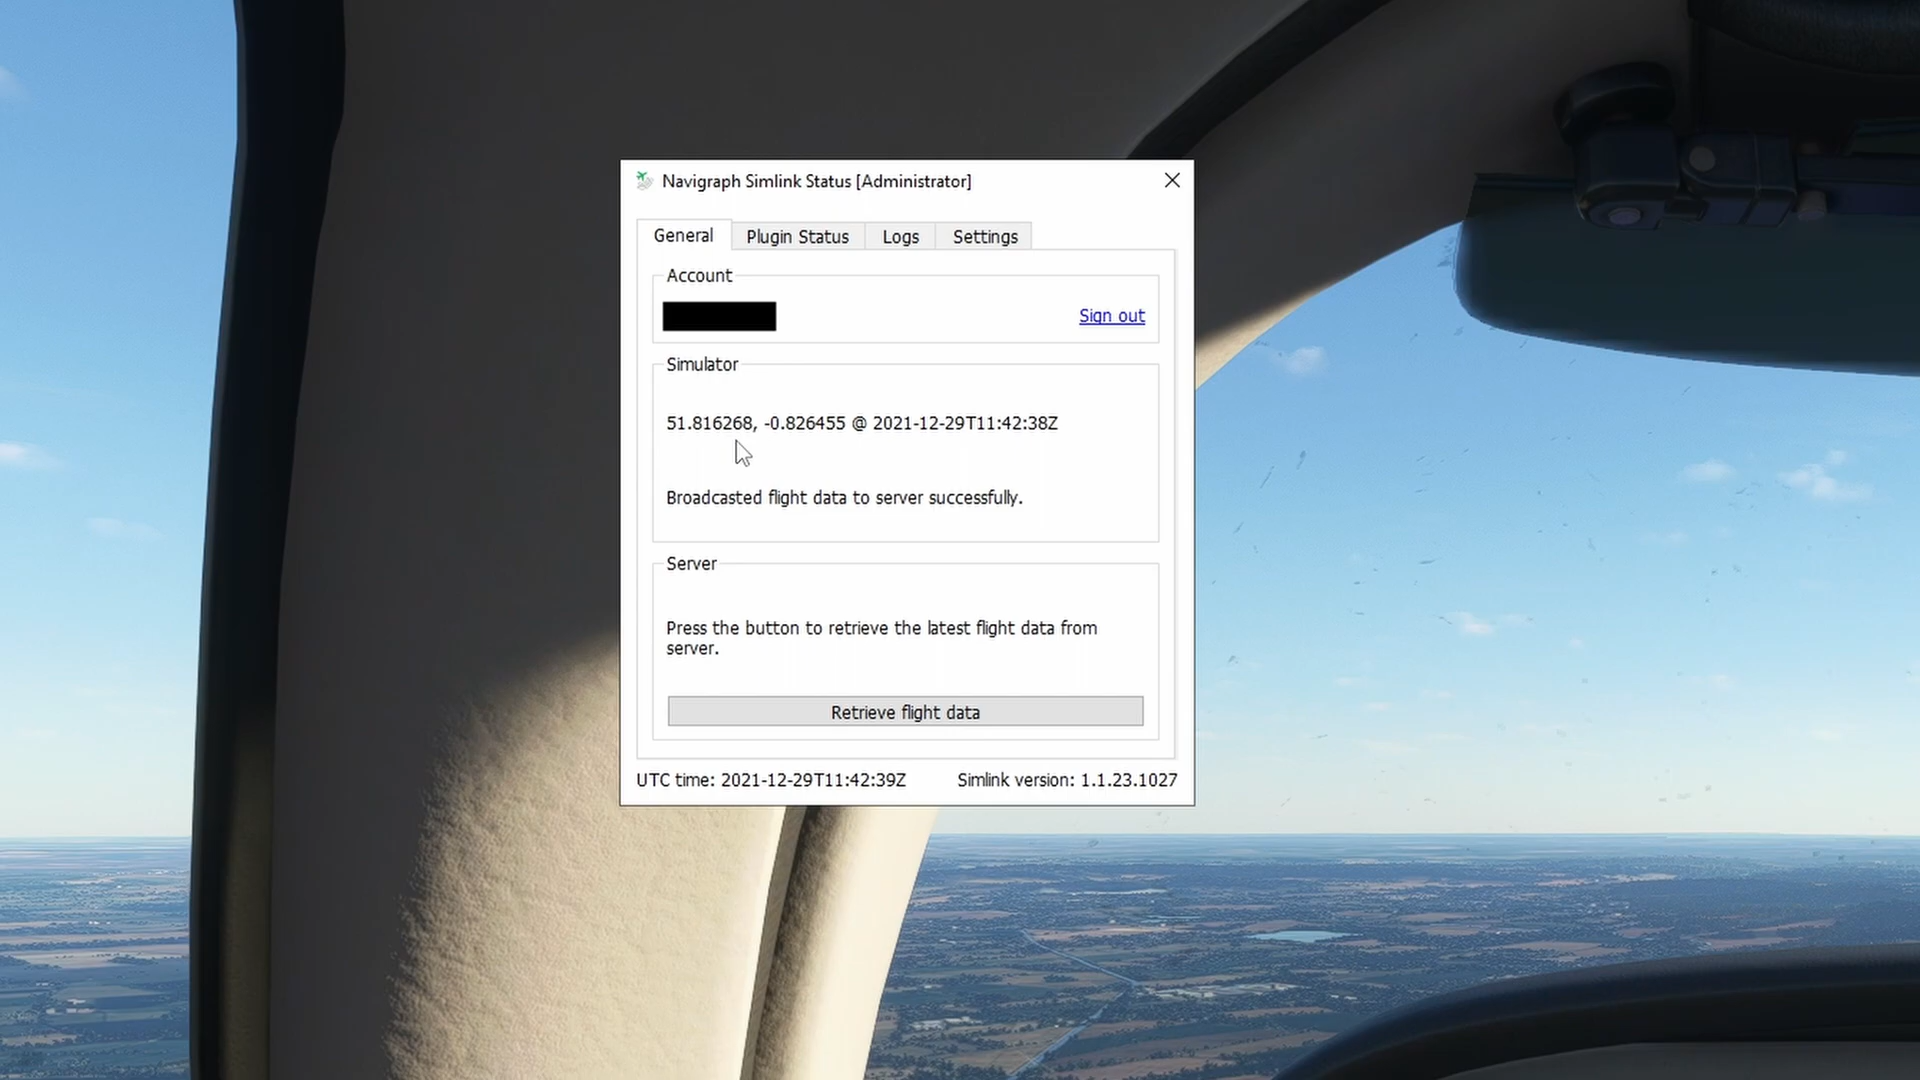 Navigraph Simlink Status [Administrator]
General
Plugin Status
Logs
Settings
Account
Sign out
Simulator
51.816268, -0.826455 @ 2021-12-29T11:42:38Z
Broadcasted flight data to server successfully.
Server
Press the button to retrieve the latest flight data from
server.
Retrieve flight data
UTC time: 2021-12-29T11:42:39Z
Simlink version: 1.1.23.1027